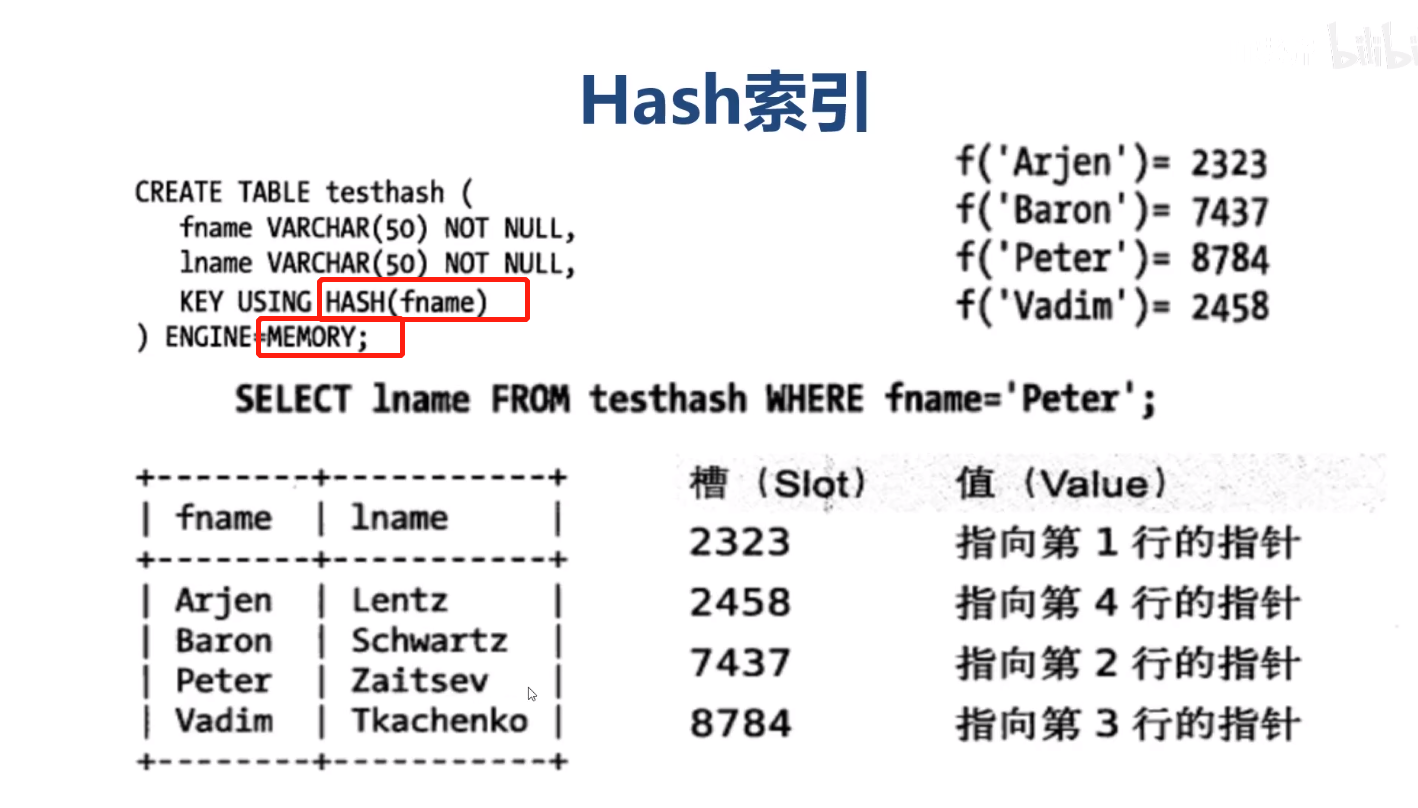 Hash索引
CREATE TABLE testhash (
fname VARCHAR(50) NOT NULL,
lname VARCHAR(50) NOT NULL,
KEY USING HASH(fname)
) ENGINE=MEMORY;
f('Arjen')= 2323
f('Baron')= 7437
f('Peter')= 8784
f('Vadim')= 2458
SELECT lname FROM testhash WHERE fname='Peter';
+--------+-----------+
| fname | lname |
+--------+-----------+
| Arjen | Lentz |
| Baron | Schwartz |
| Peter | Zaitsev |
| Vadim | Tkachenko |
+--------+-----------+
槽（Slot） 值（Value）
2323 指向第 1 行的指针
2458 指向第 4 行的指针
7437 指向第 2 行的指针
8784 指向第 3 行的指针
bilibi